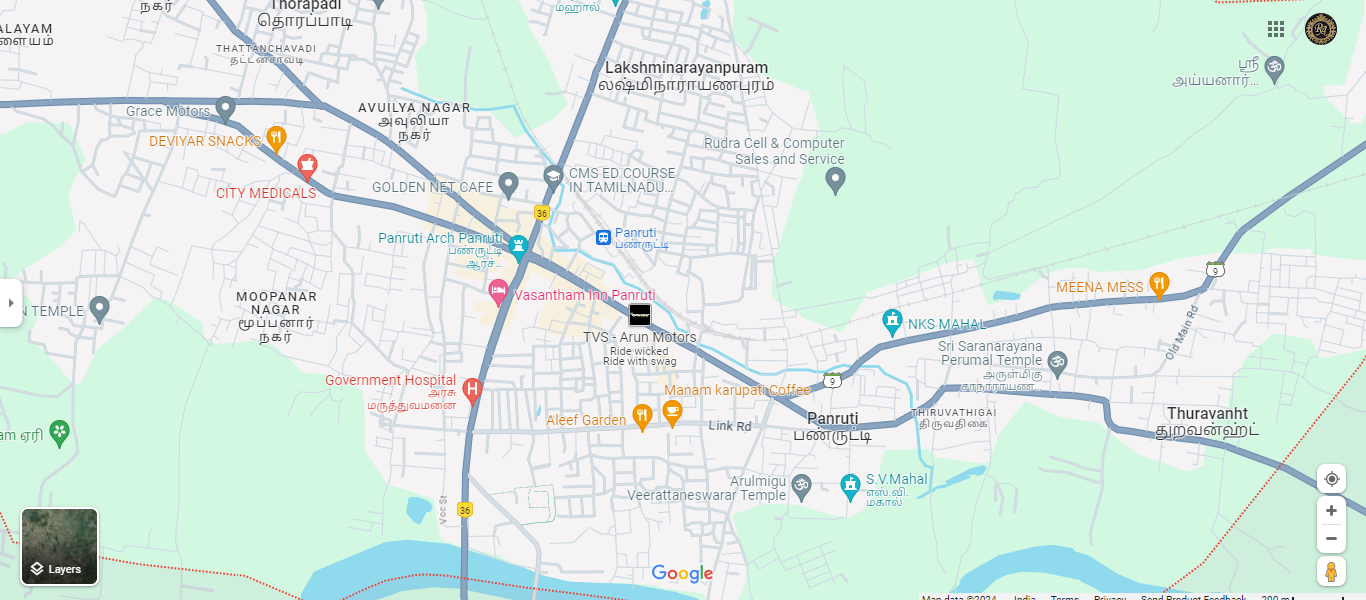 நகர்
Thorapadi
தொரப்பாடி
மஹால்
ALAYAM
ளையம்
THATTANCHAVADI
தட்டான்சாவடி
Lakshminarayanpuram
லஷ்மிநாராயணபுரம்
ஸ்ரீ
அய்யனார்...
Grace Motors
AVUILYA NAGAR
அவுலியா
நகர்
DEVIYAR SNACKS
Rudra Cell & Computer
Sales and Service
CITY MEDICALS
GOLDEN NET CAFE
CMS ED COURSE
IN TAMILNADU...
36
Panruti
பண்ருட்டி
Panruti Arch Panruti
பண்ருட்டி
ஆர்ச்...
9
MEENA MESS
N TEMPLE
MOOPANAR
NAGAR
மூப்பனார்
நகர்
Vasantham Inn Panruti
NKS MAHAL
Old Main Rd
TVS - Arun Motors
Ride wicked
Ride with swag
Sri Saranarayana
Perumal Temple
அருள்மிகு
சரநாராயண...
Government Hospital
அரசு
மருத்துவமனை
9
Manam karupati Coffee
Aleef Garden
Link Rd
Panruti
பண்ருட்டி
THIRUVATHIGAI
திருவதிகை
Thuravanht
துறவன்ஹ்ட்
am ஏரி
Arulmigu
Veerattaneswarar Temple
S.V.Mahal
எஸ்.வி.
மகால்
Voc St
36
Layers
Google
Map data ©2024 India Terms Privacy Send Product Feedback 200 m